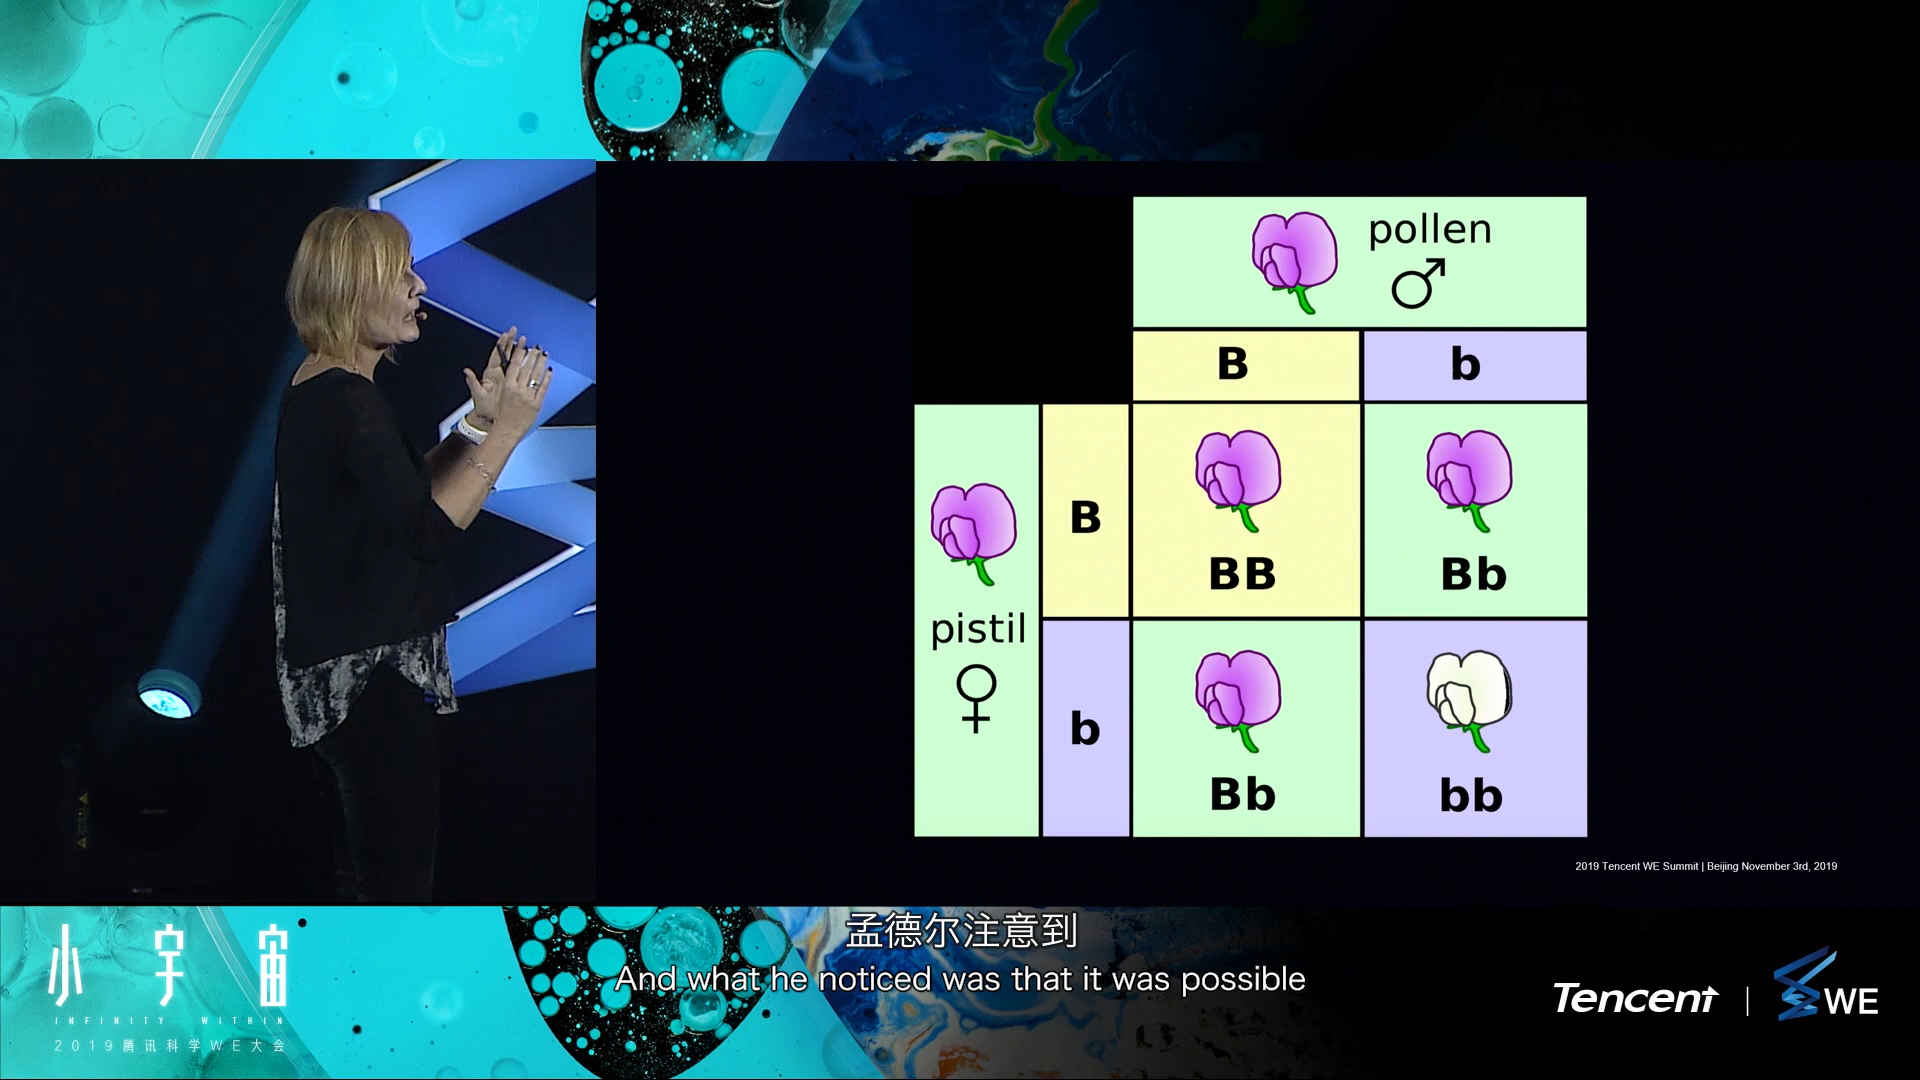 pollen
♂
B
b
B
BB
Bb
pistil
♀
b
Bb
bb
2019 Tencent WE Summit | Beijing November 3rd, 2019
孟德尔注意到
And what he noticed was that it was possible
小宇宙
INFINITY WITHIN
2019腾讯科学WE大会
Tencent | WE